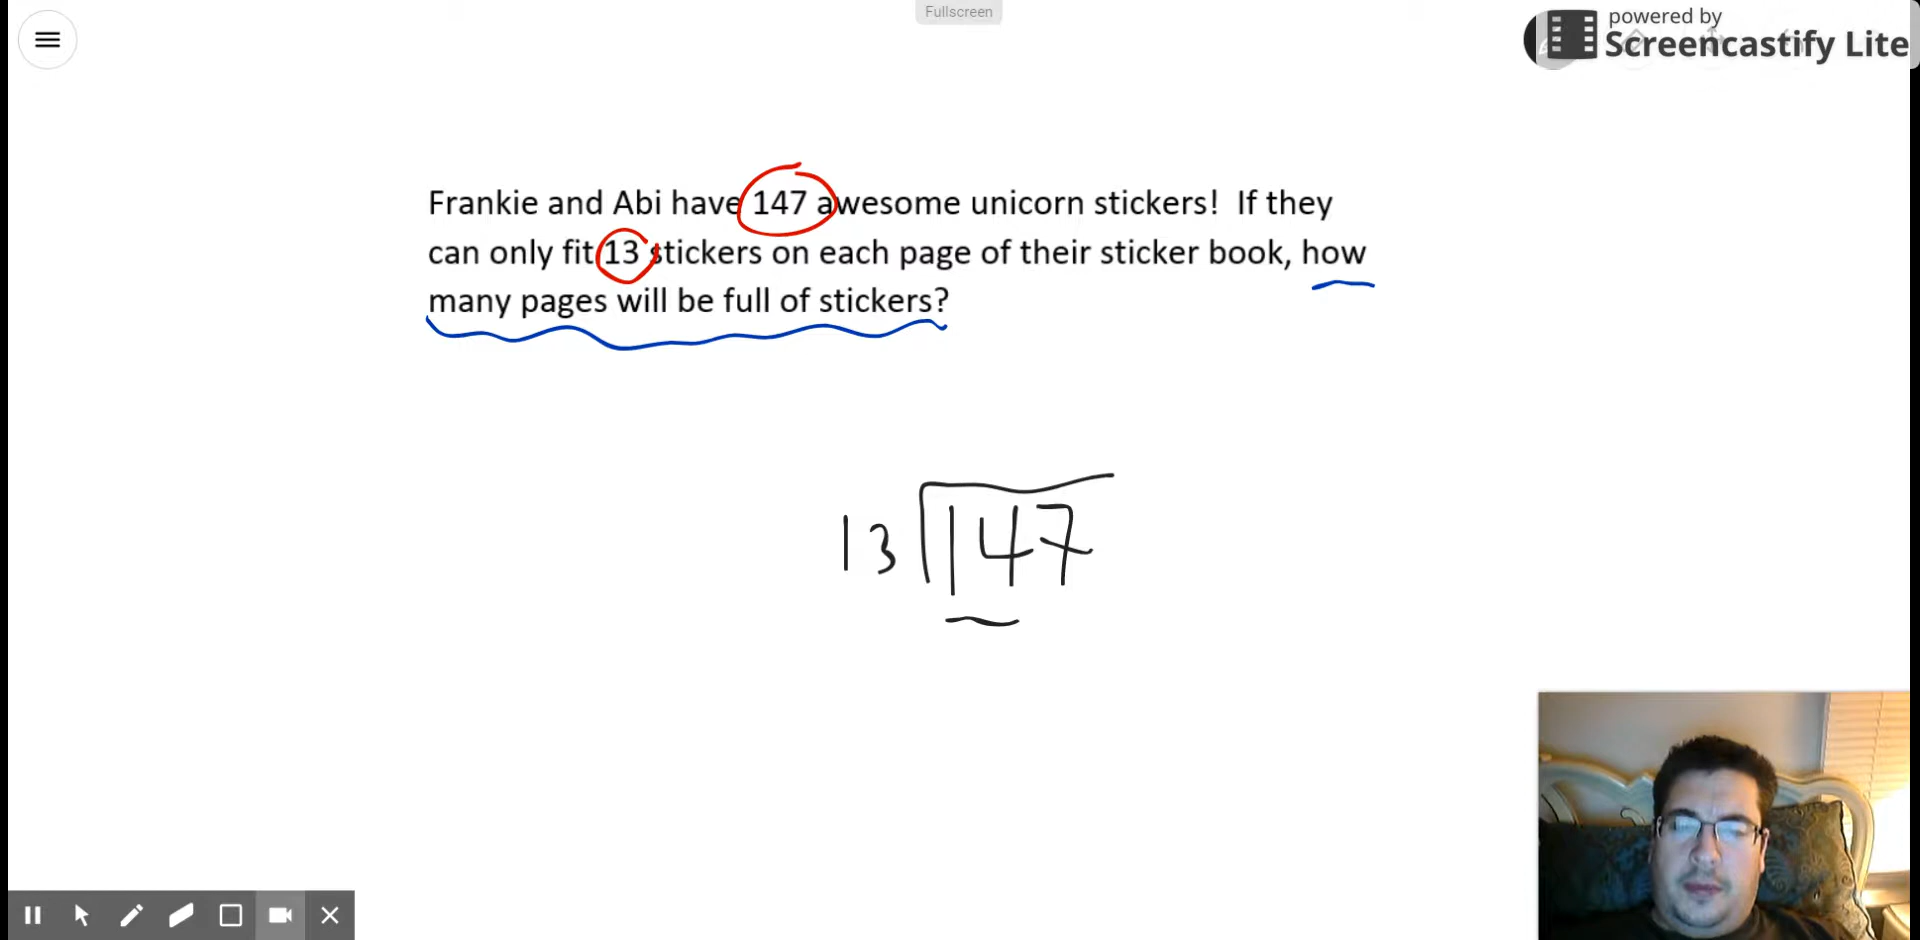 Fullscreen
powered by
Screencastify Lite
Frankie and Abi have 147 awesome unicorn stickers! If they
can only fit 13 stickers on each page of their sticker book, how
many pages will be full of stickers?
13 147